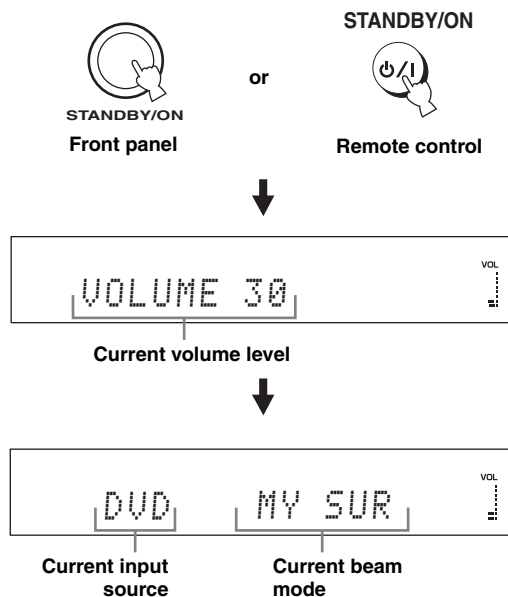 STANDBY/ON
STANDBY/ON
or
Front panel
Remote control
VOLUME 30
VOL
Current volume level
DVD MY SUR
VOL
Current input
source
Current beam
mode